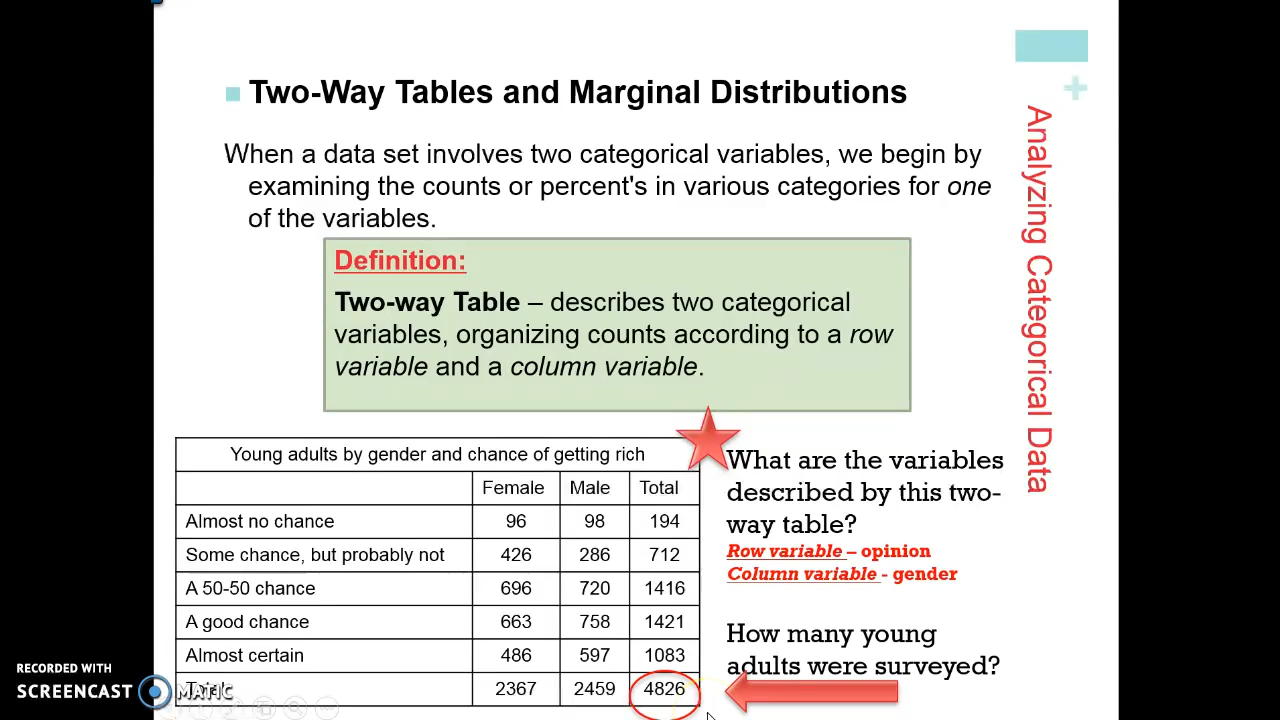 Two-Way Tables and Marginal Distributions
When a data set involves two categorical variables, we begin by
examining the counts or percent's in various categories for one
of the variables.
Definition:
Two-way Table – describes two categorical
variables, organizing counts according to a row
variable and a column variable.
Analyzing Categorical Data
Young adults by gender and chance of getting rich
Female Male Total
Almost no chance 96 98 194
Some chance, but probably not 426 286 712
A 50-50 chance 696 720 1416
A good chance 663 758 1421
Almost certain 486 597 1083
Total 2367 2459 4826
What are the variables
described by this two-
way table?
Row variable – opinion
Column variable - gender
How many young
adults were surveyed?
RECORDED WITH
SCREENCAST MATIC